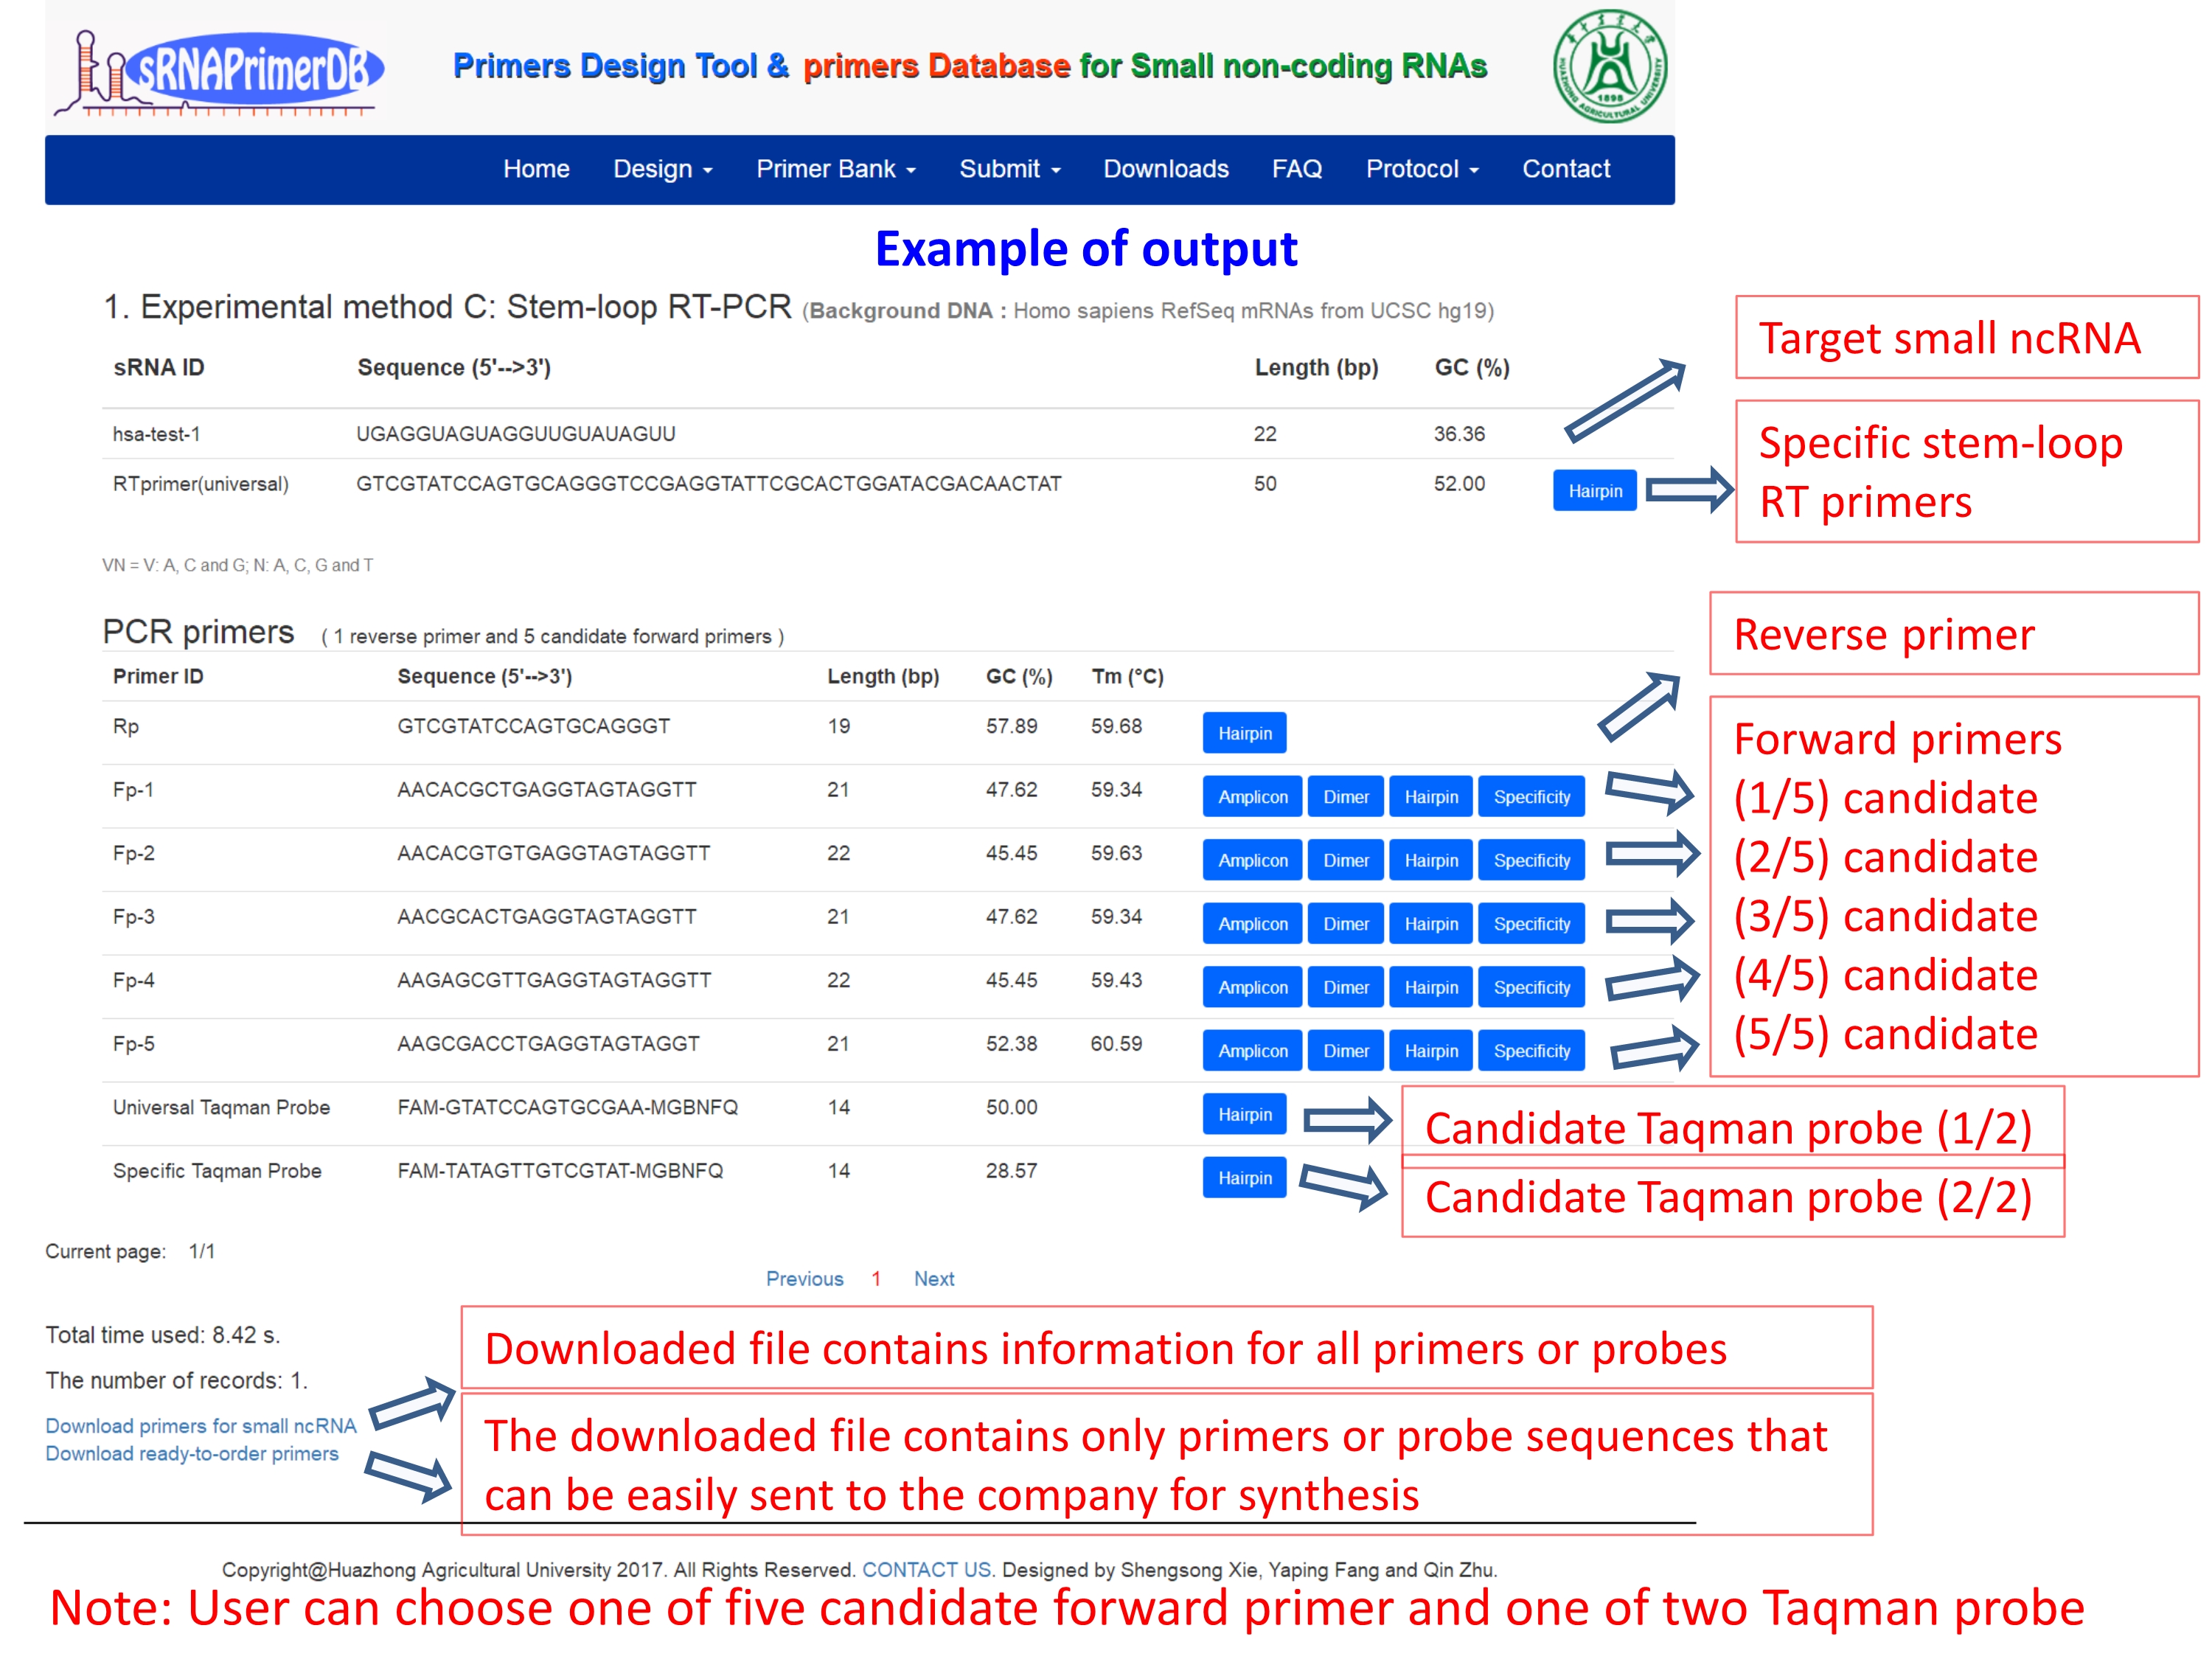 sRNAPrimerDB
Primers Design Tool & primers Database for Small non-coding RNAs
HUAZHONG AGRICULTURAL UNIVERSITY
1898
Home Design Primer Bank Submit Downloads FAQ Protocol Contact
Example of output
1. Experimental method C: Stem-loop RT-PCR (Background DNA : Homo sapiens RefSeq mRNAs from UCSC hg19)
sRNA ID Sequence (5'-->3') Length (bp) GC (%)
hsa-test-1 UGAGGUAGUAGGUUGUAUAGUU 22 36.36
RTprimer(universal) GTCGTATCCAGTGCAGGGTCCGAGGTATTCGCACTGGATACGACAACTAT 50 52.00 Hairpin
Target small ncRNA
Specific stem-loop
RT primers
VN = V: A, C and G; N: A, C, G and T
PCR primers ( 1 reverse primer and 5 candidate forward primers )
Primer ID Sequence (5'-->3') Length (bp) GC (%) Tm (°C)
Rp GTCGTATCCAGTGCAGGGT 19 57.89 59.68 Hairpin
Fp-1 AACACGCTGAGGTAGTAGGTT 21 47.62 59.34 Amplicon Dimer Hairpin Specificity
Fp-2 AACACGTGTGAGGTAGTAGGTT 22 45.45 59.63 Amplicon Dimer Hairpin Specificity
Fp-3 AACGCACTGAGGTAGTAGGTT 21 47.62 59.34 Amplicon Dimer Hairpin Specificity
Fp-4 AAGAGCGTTGAGGTAGTAGGTT 22 45.45 59.43 Amplicon Dimer Hairpin Specificity
Fp-5 AAGCGACCTGAGGTAGTAGGT 21 52.38 60.59 Amplicon Dimer Hairpin Specificity
Universal Taqman Probe FAM-GTATCCAGTGCGAA-MGBNFQ 14 50.00 Hairpin
Specific Taqman Probe FAM-TATAGTTGTCGTAT-MGBNFQ 14 28.57 Hairpin
Reverse primer
Forward primers
(1/5) candidate
(2/5) candidate
(3/5) candidate
(4/5) candidate
(5/5) candidate
Candidate Taqman probe (1/2)
Candidate Taqman probe (2/2)
Current page: 1/1
Previous 1 Next
Total time used: 8.42 s.
The number of records: 1.
Download primers for small ncRNA
Download ready-to-order primers
Downloaded file contains information for all primers or probes
The downloaded file contains only primers or probe sequences that
can be easily sent to the company for synthesis
Copyright@Huazhong Agricultural University 2017. All Rights Reserved. CONTACT US. Designed by Shengsong Xie, Yaping Fang and Qin Zhu.
Note: User can choose one of five candidate forward primer and one of two Taqman probe